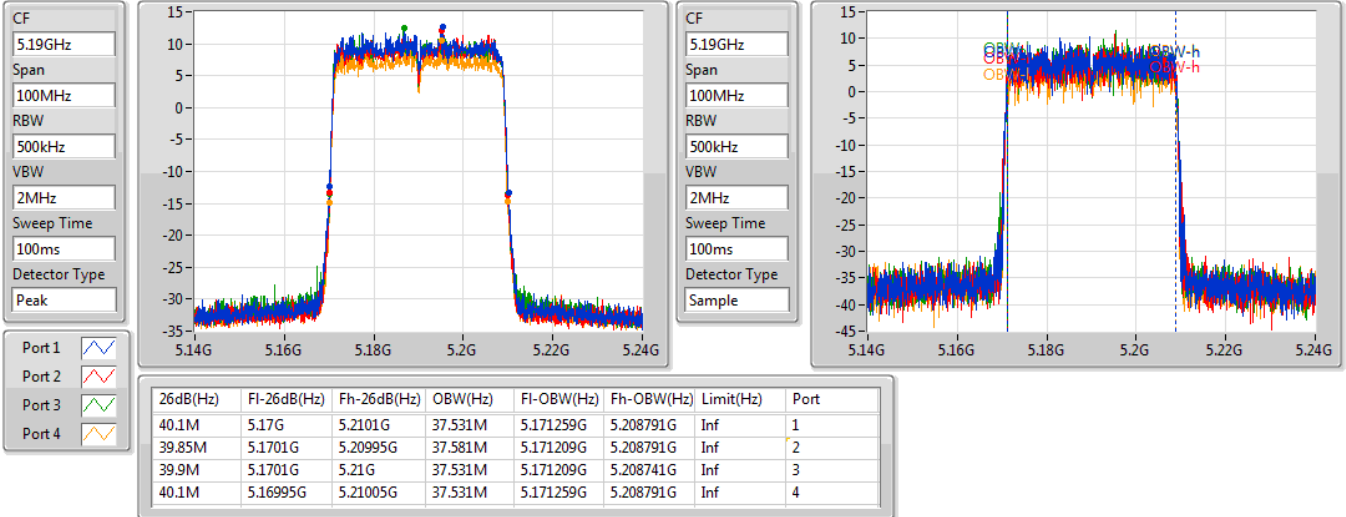 CF
5.19GHz
Span
100MHz
RBW
500kHz
VBW
2MHz
Sweep Time
100ms
Detector Type
Peak
15
10
5
0
-5
-10
-15
-20
-25
-30
-35
5.14G 5.16G 5.18G 5.2G 5.22G 5.24G
CF
5.19GHz
Span
100MHz
RBW
500kHz
VBW
2MHz
Sweep Time
100ms
Detector Type
Sample
15
10
5
0
-5
-10
-15
-20
-25
-30
-35
-40
-45
OBW-h
OBW-h
5.14G 5.16G 5.18G 5.2G 5.22G 5.24G
Port 1
Port 2
Port 3
Port 4
26dB(Hz) Fl-26dB(Hz) Fh-26dB(Hz) OBW(Hz) Fl-OBW(Hz) Fh-OBW(Hz) Limit(Hz) Port
40.1M 5.17G 5.2101G 37.531M 5.171259G 5.208791G Inf 1
39.85M 5.1701G 5.20995G 37.581M 5.171209G 5.208791G Inf 2
39.9M 5.1701G 5.21G 37.531M 5.171209G 5.208741G Inf 3
40.1M 5.16995G 5.21005G 37.531M 5.171259G 5.208791G Inf 4